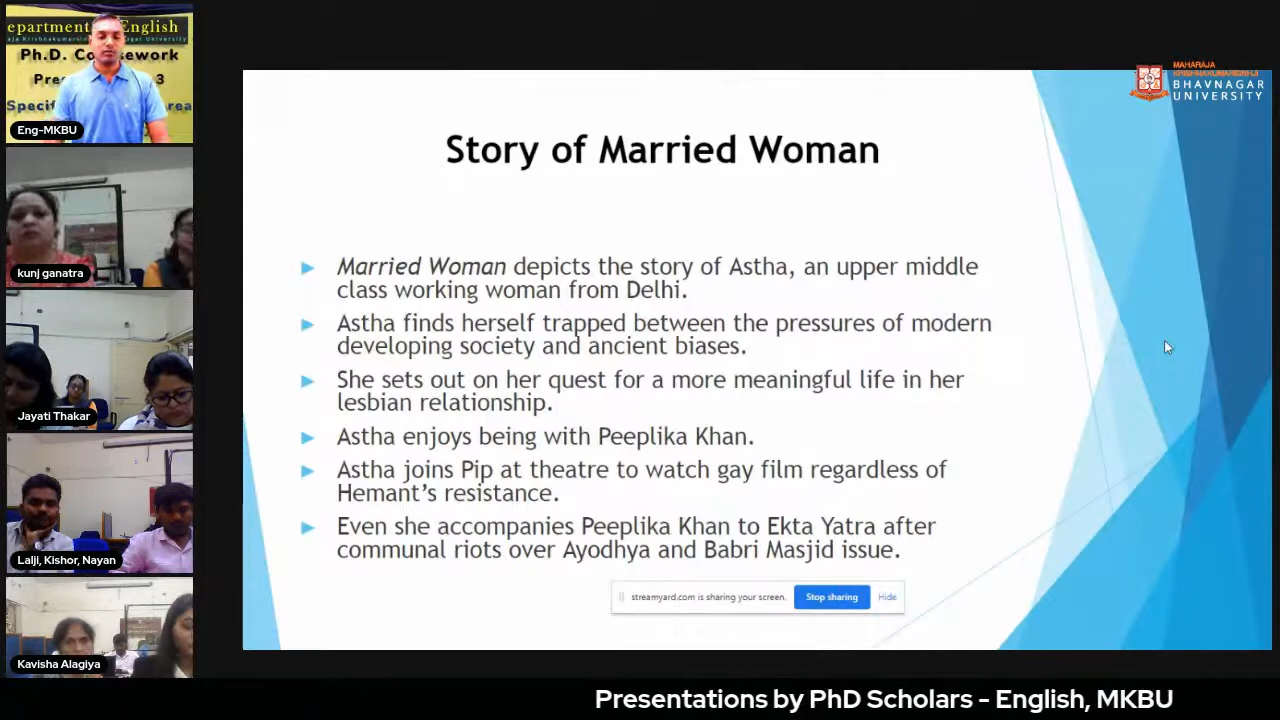 epartment English
Ph.D. Co work
Pre 3
Specif rea
Eng-MKBU
kunj ganatra
Jayati Thakar
Lalji, Kishor, Nayan
Kavisha Alagiya
MAHARAJA
KRISHNAKUMARSINHJI
BHAVNAGAR
UNIVERSITY
Story of Married Woman
Married Woman depicts the story of Astha, an upper middle
class working woman from Delhi.
Astha finds herself trapped between the pressures of modern
developing society and ancient biases.
She sets out on her quest for a more meaningful life in her
lesbian relationship.
Astha enjoys being with Peeplika Khan.
Astha joins Pip at theatre to watch gay film regardless of
Hemant's resistance.
Even she accompanies Peeplika Khan to Ekta Yatra after
communal riots over Ayodhya and Babri Masjid issue.
streamyard.com is sharing your screen. Stop sharing Hide
Presentations by PhD Scholars - English, MKBU